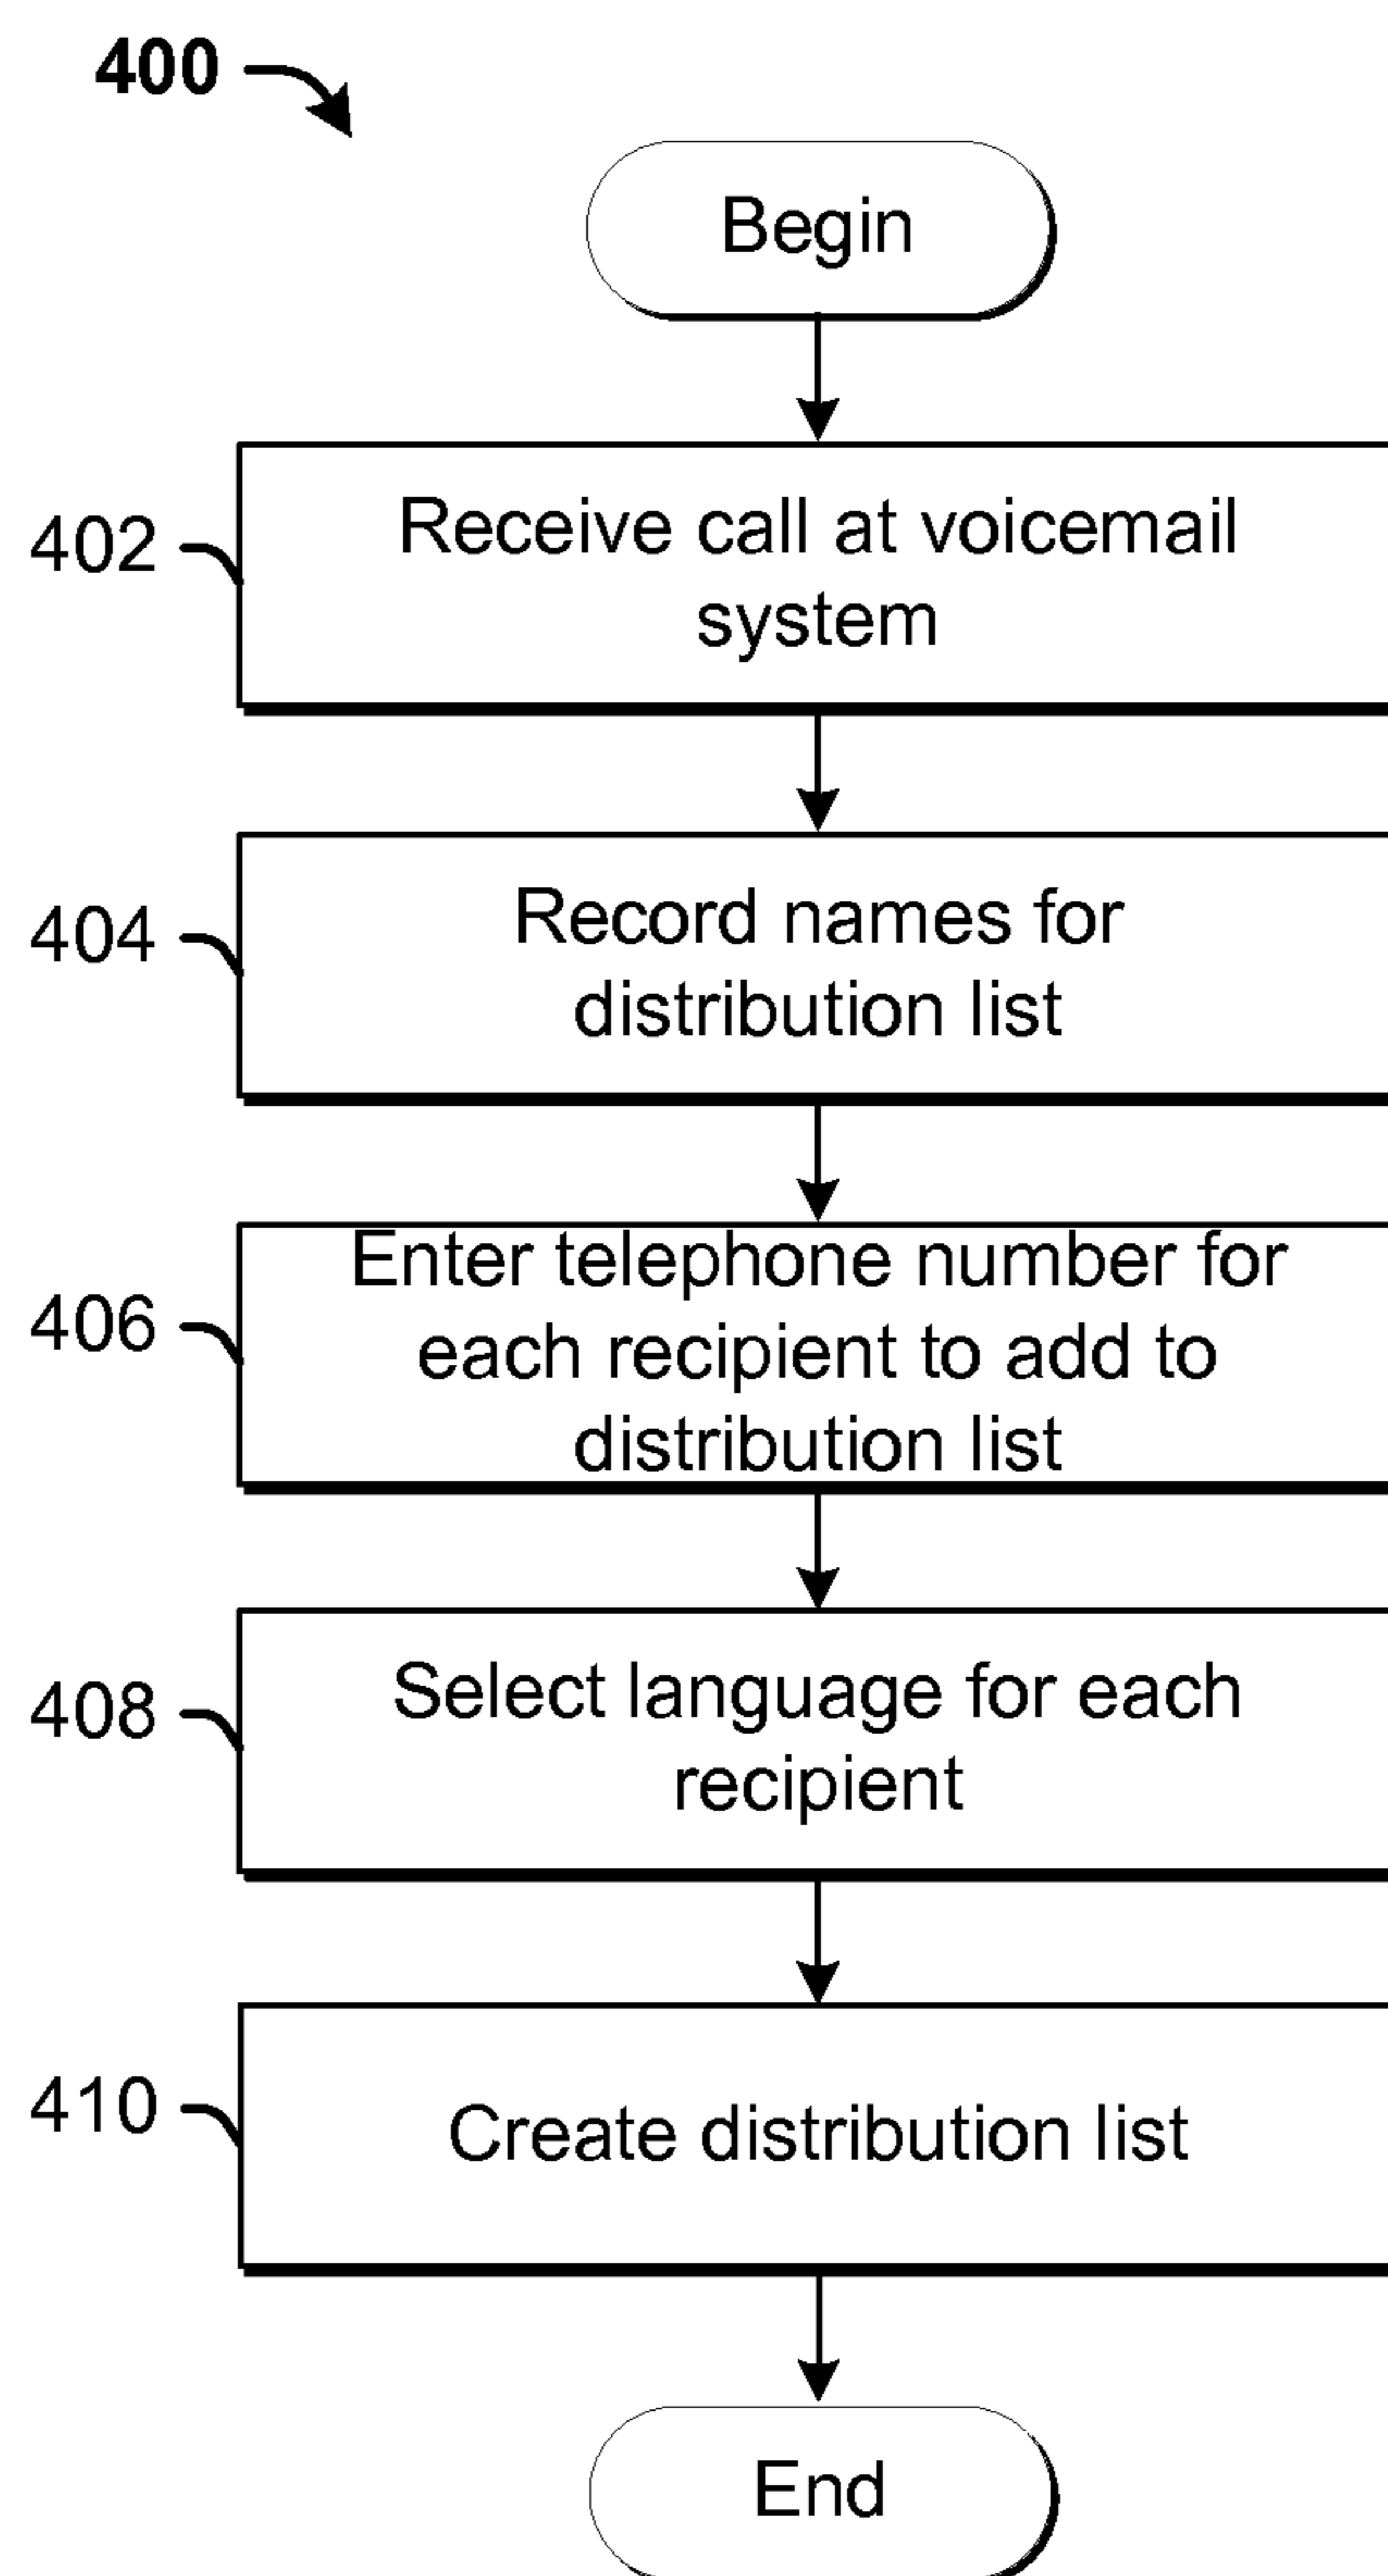 400
Begin
402
Receive call at voicemail
system
404
Record names for
distribution list
406
Enter telephone number for
each recipient to add to
distribution list
408
Select language for each
recipient
410
Create distribution list
End